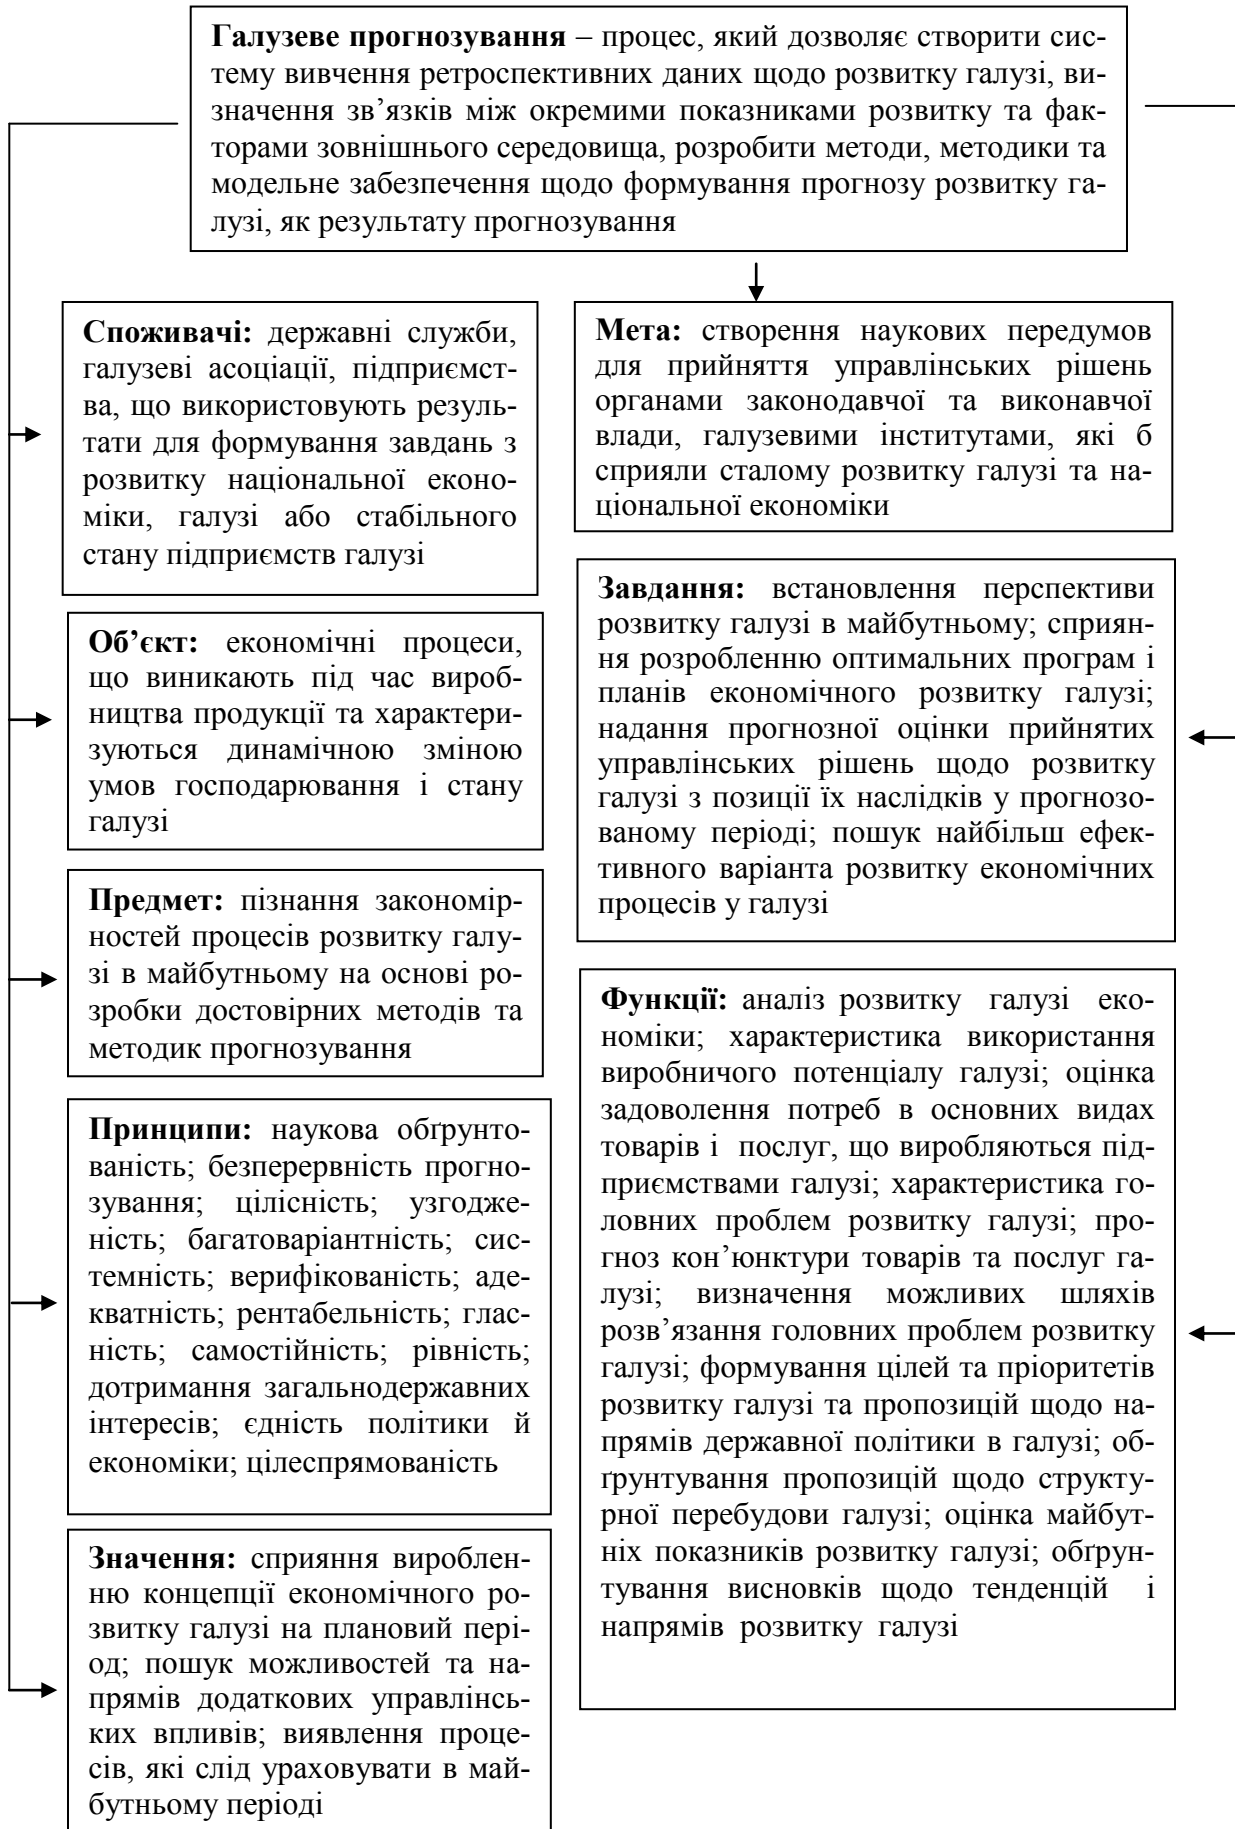 Галузеве прогнозування – процес, який дозволяє створити сис-
тему вивчення ретроспективних даних щодо розвитку галузі, ви-
значення зв’язків між окремими показниками розвитку та фак-
торами зовнішнього середовища, розробити методи, методики та
модельне забезпечення щодо формування прогнозу розвитку га-
лузі, як результату прогнозування
Споживачі: державні служби,
галузеві асоціації, підприємст-
ва, що використовують резуль-
тати для формування завдань з
розвитку національної еконо-
міки, галузі або стабільного
стану підприємств галузі
Об’єкт: економічні процеси,
що виникають під час вироб-
ництва продукції та характери-
зуються динамічною зміною
умов господарювання і стану
галузі
Предмет: пізнання закономір-
ностей процесів розвитку галу-
зі в майбутньому на основі ро-
зробки достовірних методів та
методик прогнозування
Принципи: наукова обґрунто-
ваність; безперервність прогно-
зування; цілісність; узгодже-
ність; багатоваріантність; сис-
темність; верифікованість; аде-
кватність; рентабельність; глас-
ність; самостійність; рівність;
дотримання загальнодержавних
інтересів; єдність політики й
економіки; цілеспрямованість
Значення: сприяння вироблен-
ню концепції економічного ро-
звитку галузі на плановий пері-
од; пошук можливостей та на-
прямів додаткових управлінсь-
ких впливів; виявлення проце-
сів, які слід ураховувати в май-
бутньому періоді
Мета: створення наукових передумов
для прийняття управлінських рішень
органами законодавчої та виконавчої
влади, галузевими інститутами, які б
сприяли сталому розвитку галузі та на-
ціональної економіки
Завдання: встановлення перспективи
розвитку галузі в майбутньому; сприян-
ня розробленню оптимальних програм і
планів економічного розвитку галузі;
надання прогнозної оцінки прийнятих
управлінських рішень щодо розвитку
галузі з позиції їх наслідків у прогнозо-
ваному періоді; пошук найбільш ефек-
тивного варіанта розвитку економічних
процесів у галузі
Функції: аналіз розвитку галузі еко-
номіки; характеристика використання
виробничого потенціалу галузі; оцінка
задоволення потреб в основних видах
товарів і послуг, що виробляються під-
приємствами галузі; характеристика го-
ловних проблем розвитку галузі; про-
гноз кон’юнктури товарів та послуг га-
лузі; визначення можливих шляхів
розв’язання головних проблем розвитку
галузі; формування цілей та пріоритетів
розвитку галузі та пропозицій щодо на-
прямів державної політики в галузі; об-
ґрунтування пропозицій щодо структу-
рної перебудови галузі; оцінка майбут-
ніх показників розвитку галузі; обґрун-
тування висновків щодо тенденцій і
напрямів розвитку галузі